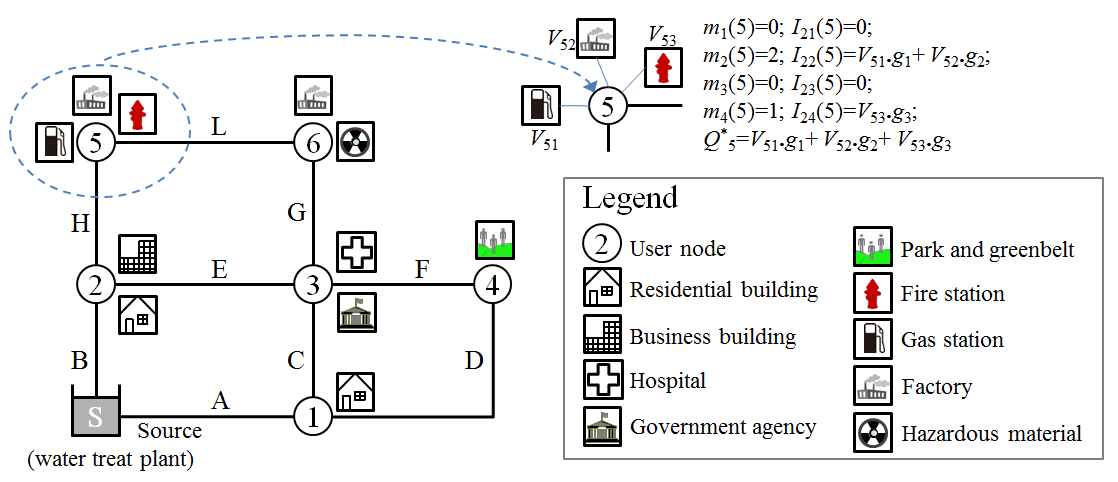 V52
V53
V51
5
m1(5)=0; I21(5)=0;
m2(5)=2; I22(5)=V51.g1+ V52.g2;
m3(5)=0; I23(5)=0;
m4(5)=1; I24(5)=V53.g3;
Q*5=V51.g1+ V52.g2+ V53.g3
5
L
6
H
G
2
E
3
F
4
B
C
D
S
A
1
Source
(water treat plant)
Legend
2 User node
Residential building
Business building
Hospital
Government agency
Park and greenbelt
Fire station
Gas station
Factory
Hazardous material